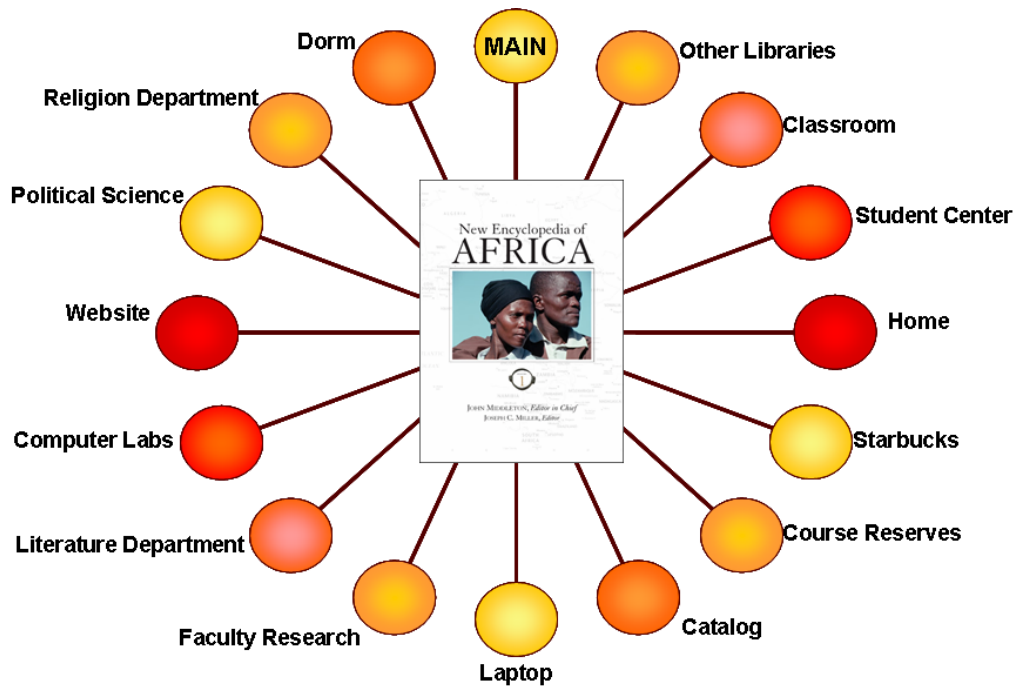 MAIN
Dorm
Other Libraries
Religion Department
Classroom
Political Science
Student Center
New Encyclopedia of
AFRICA
Website
Home
1
JOHN MIDDLETON, Editor in Chief
JOSEPH C. MILLER, Editor
Computer Labs
Starbucks
Literature Department
Course Reserves
Faculty Research
Catalog
Laptop